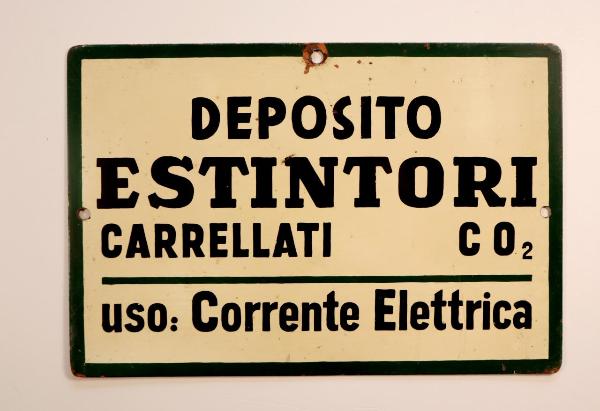 DEPOSITO
ESTINTORI
CARRELLATI CO₂
uso: Corrente Elettrica